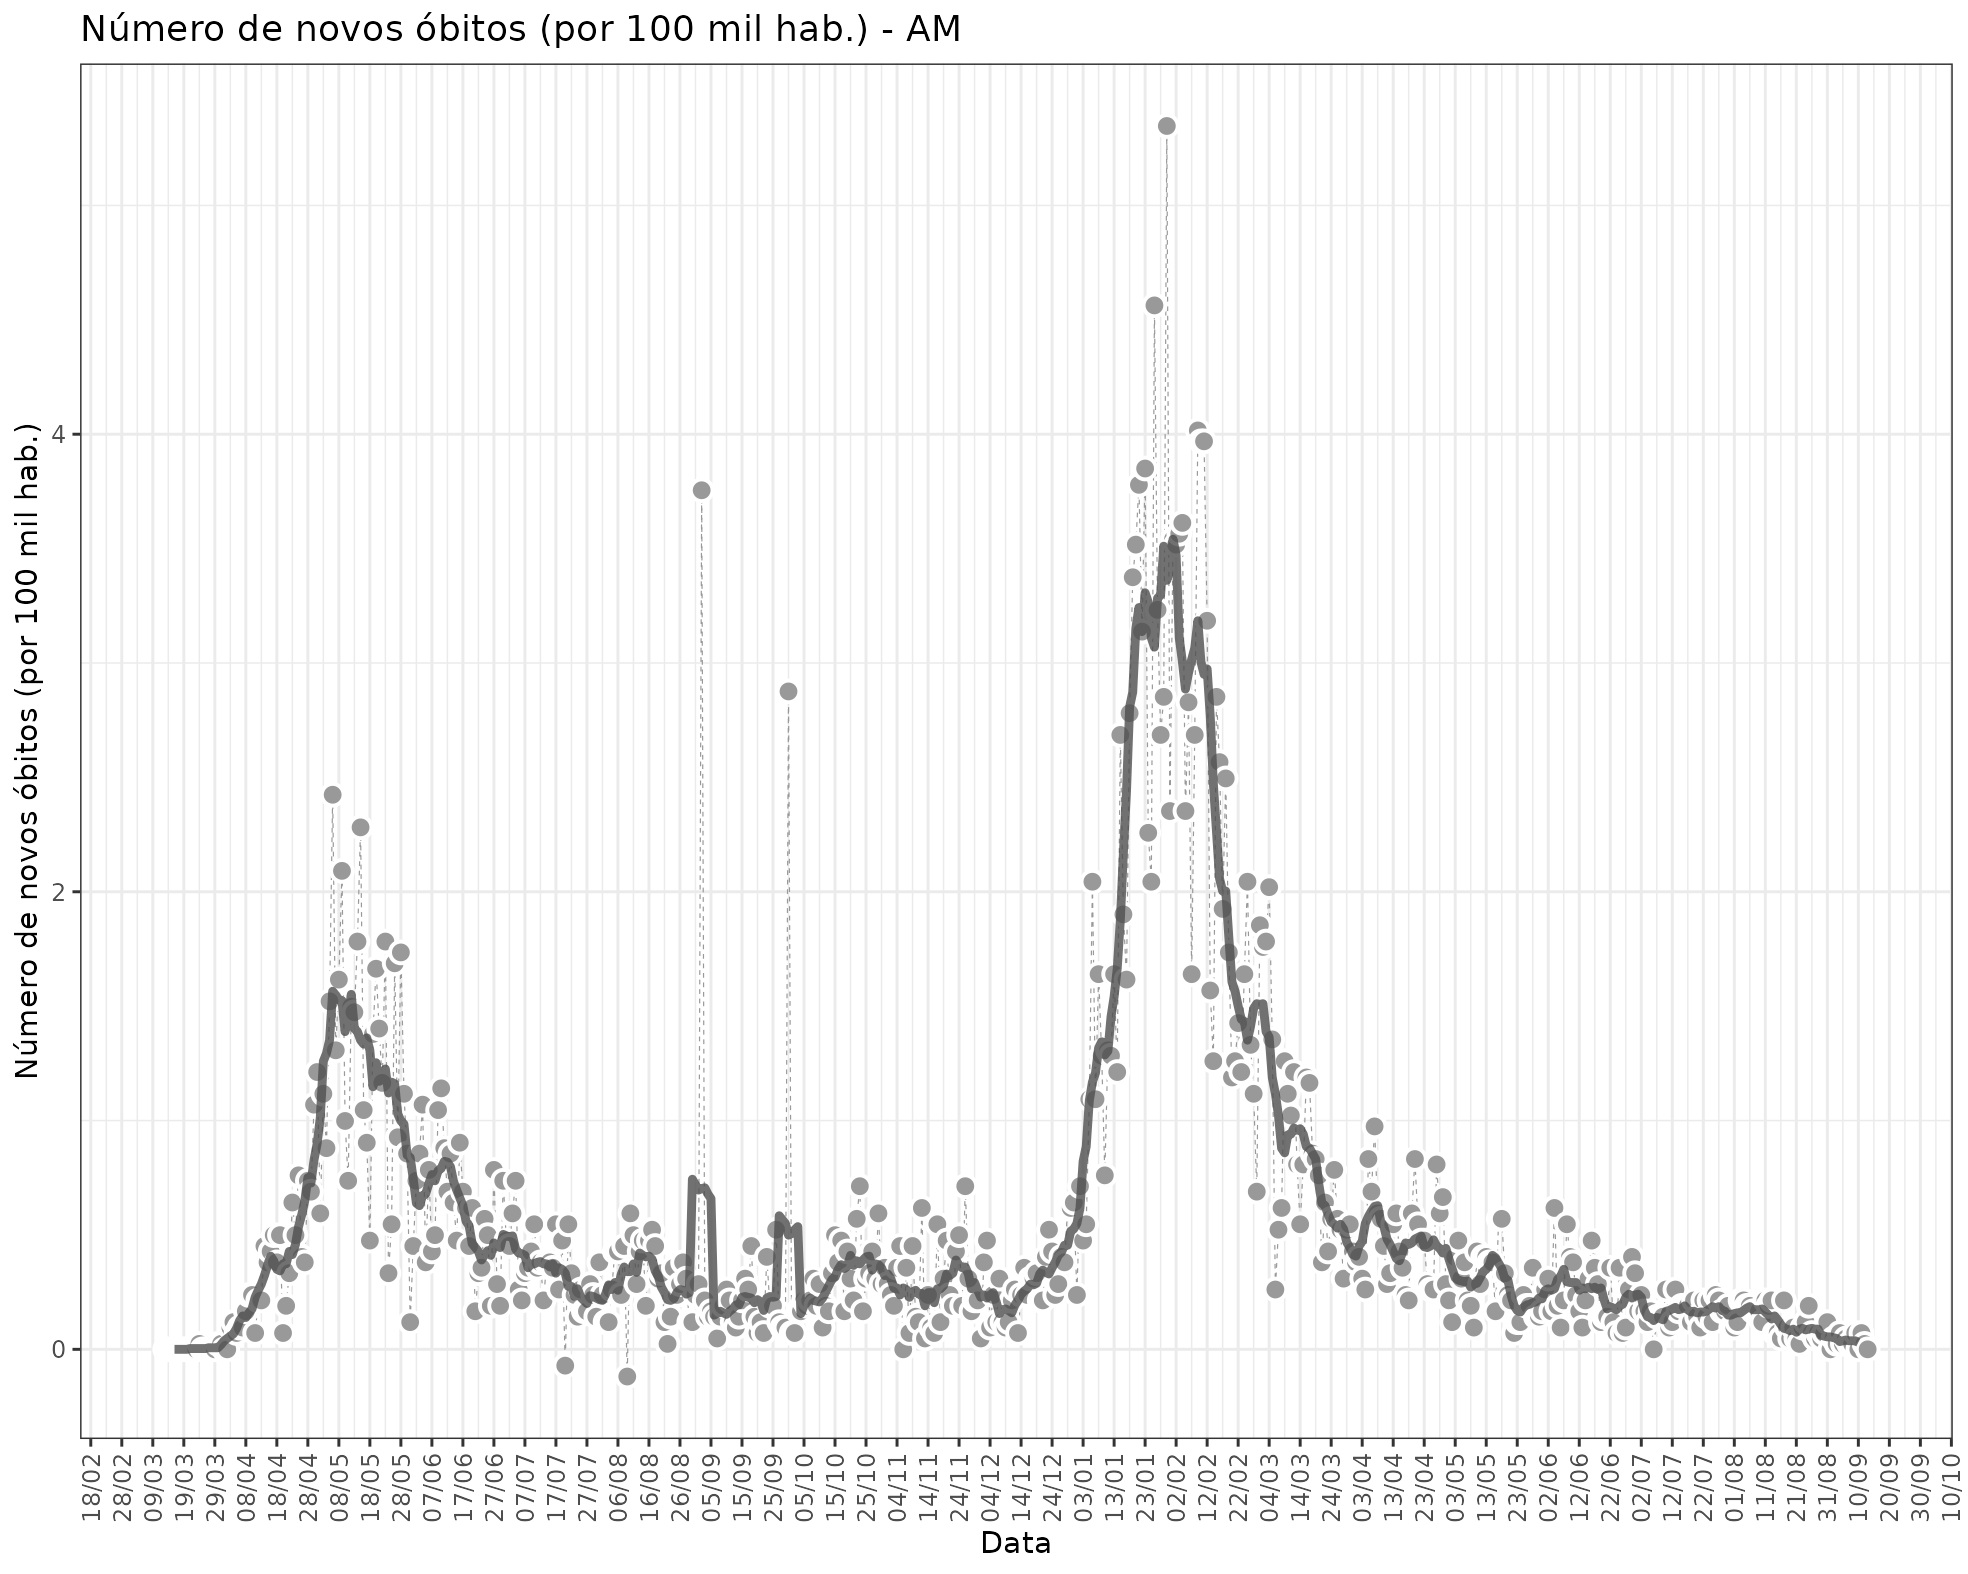 Número de novos óbitos (por 100 mil hab.) - AM
Número de novos óbitos (por 100 mil hab.)
4
2
0
18/02 28/02 09/03 19/03 29/03 08/04 18/04 28/04 08/05 18/05 28/05 07/06 17/06 27/06 07/07 17/07 27/07 06/08 16/08 26/08 05/09 15/09 25/09 05/10 15/10 25/10 04/11 14/11 24/11 04/12 14/12 24/12 03/01 13/01 23/01 02/02 12/02 22/02 04/03 14/03 24/03 03/04 13/04 23/04 03/05 13/05 23/05 02/06 12/06 22/06 02/07 12/07 22/07 01/08 11/08 21/08 31/08 10/09 20/09 30/09 10/10
Data